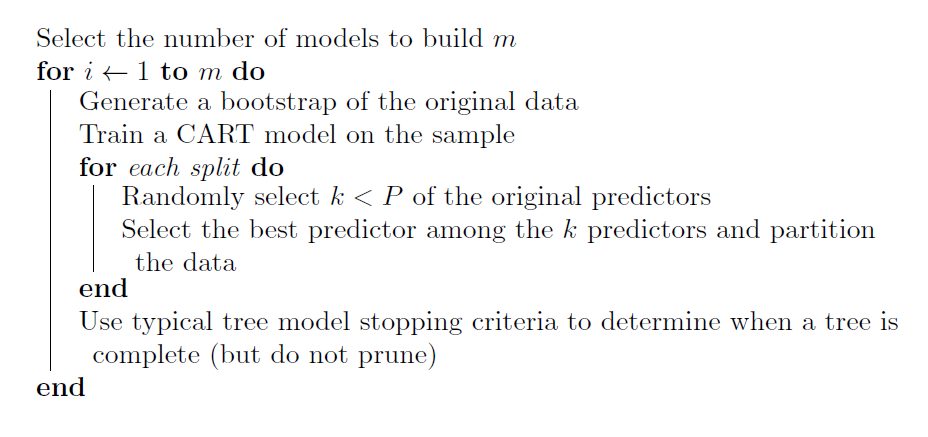 Select the number of models to build m
for i ← 1 to m do
Generate a bootstrap of the original data
Train a CART model on the sample
for each split do
Randomly select k < P of the original predictors
Select the best predictor among the k predictors and partition
the data
end
Use typical tree model stopping criteria to determine when a tree is
complete (but do not prune)
end